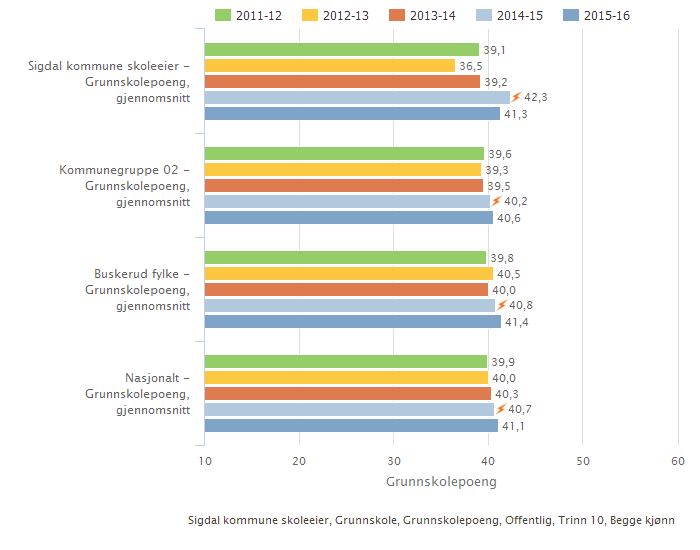 2011-12 2012-13 2013-14 2014-15 2015-16
Sigdal kommune skoleeier -
Grunnskolepoeng,
gjennomsnitt
39,1
36,5
39,2
42,3
41,3
Kommunegruppe 02 -
Grunnskolepoeng,
gjennomsnitt
39,6
39,3
39,5
40,2
40,6
Buskerud fylke -
Grunnskolepoeng,
gjennomsnitt
39,8
40,5
40,0
40,8
41,4
Nasjonalt -
Grunnskolepoeng,
gjennomsnitt
39,9
40,0
40,3
40,7
41,1
10 20 30 40 50 60
Grunnskolepoeng
Sigdal kommune skoleeier, Grunnskole, Grunnskolepoeng, Offentlig, Trinn 10, Begge kjønn